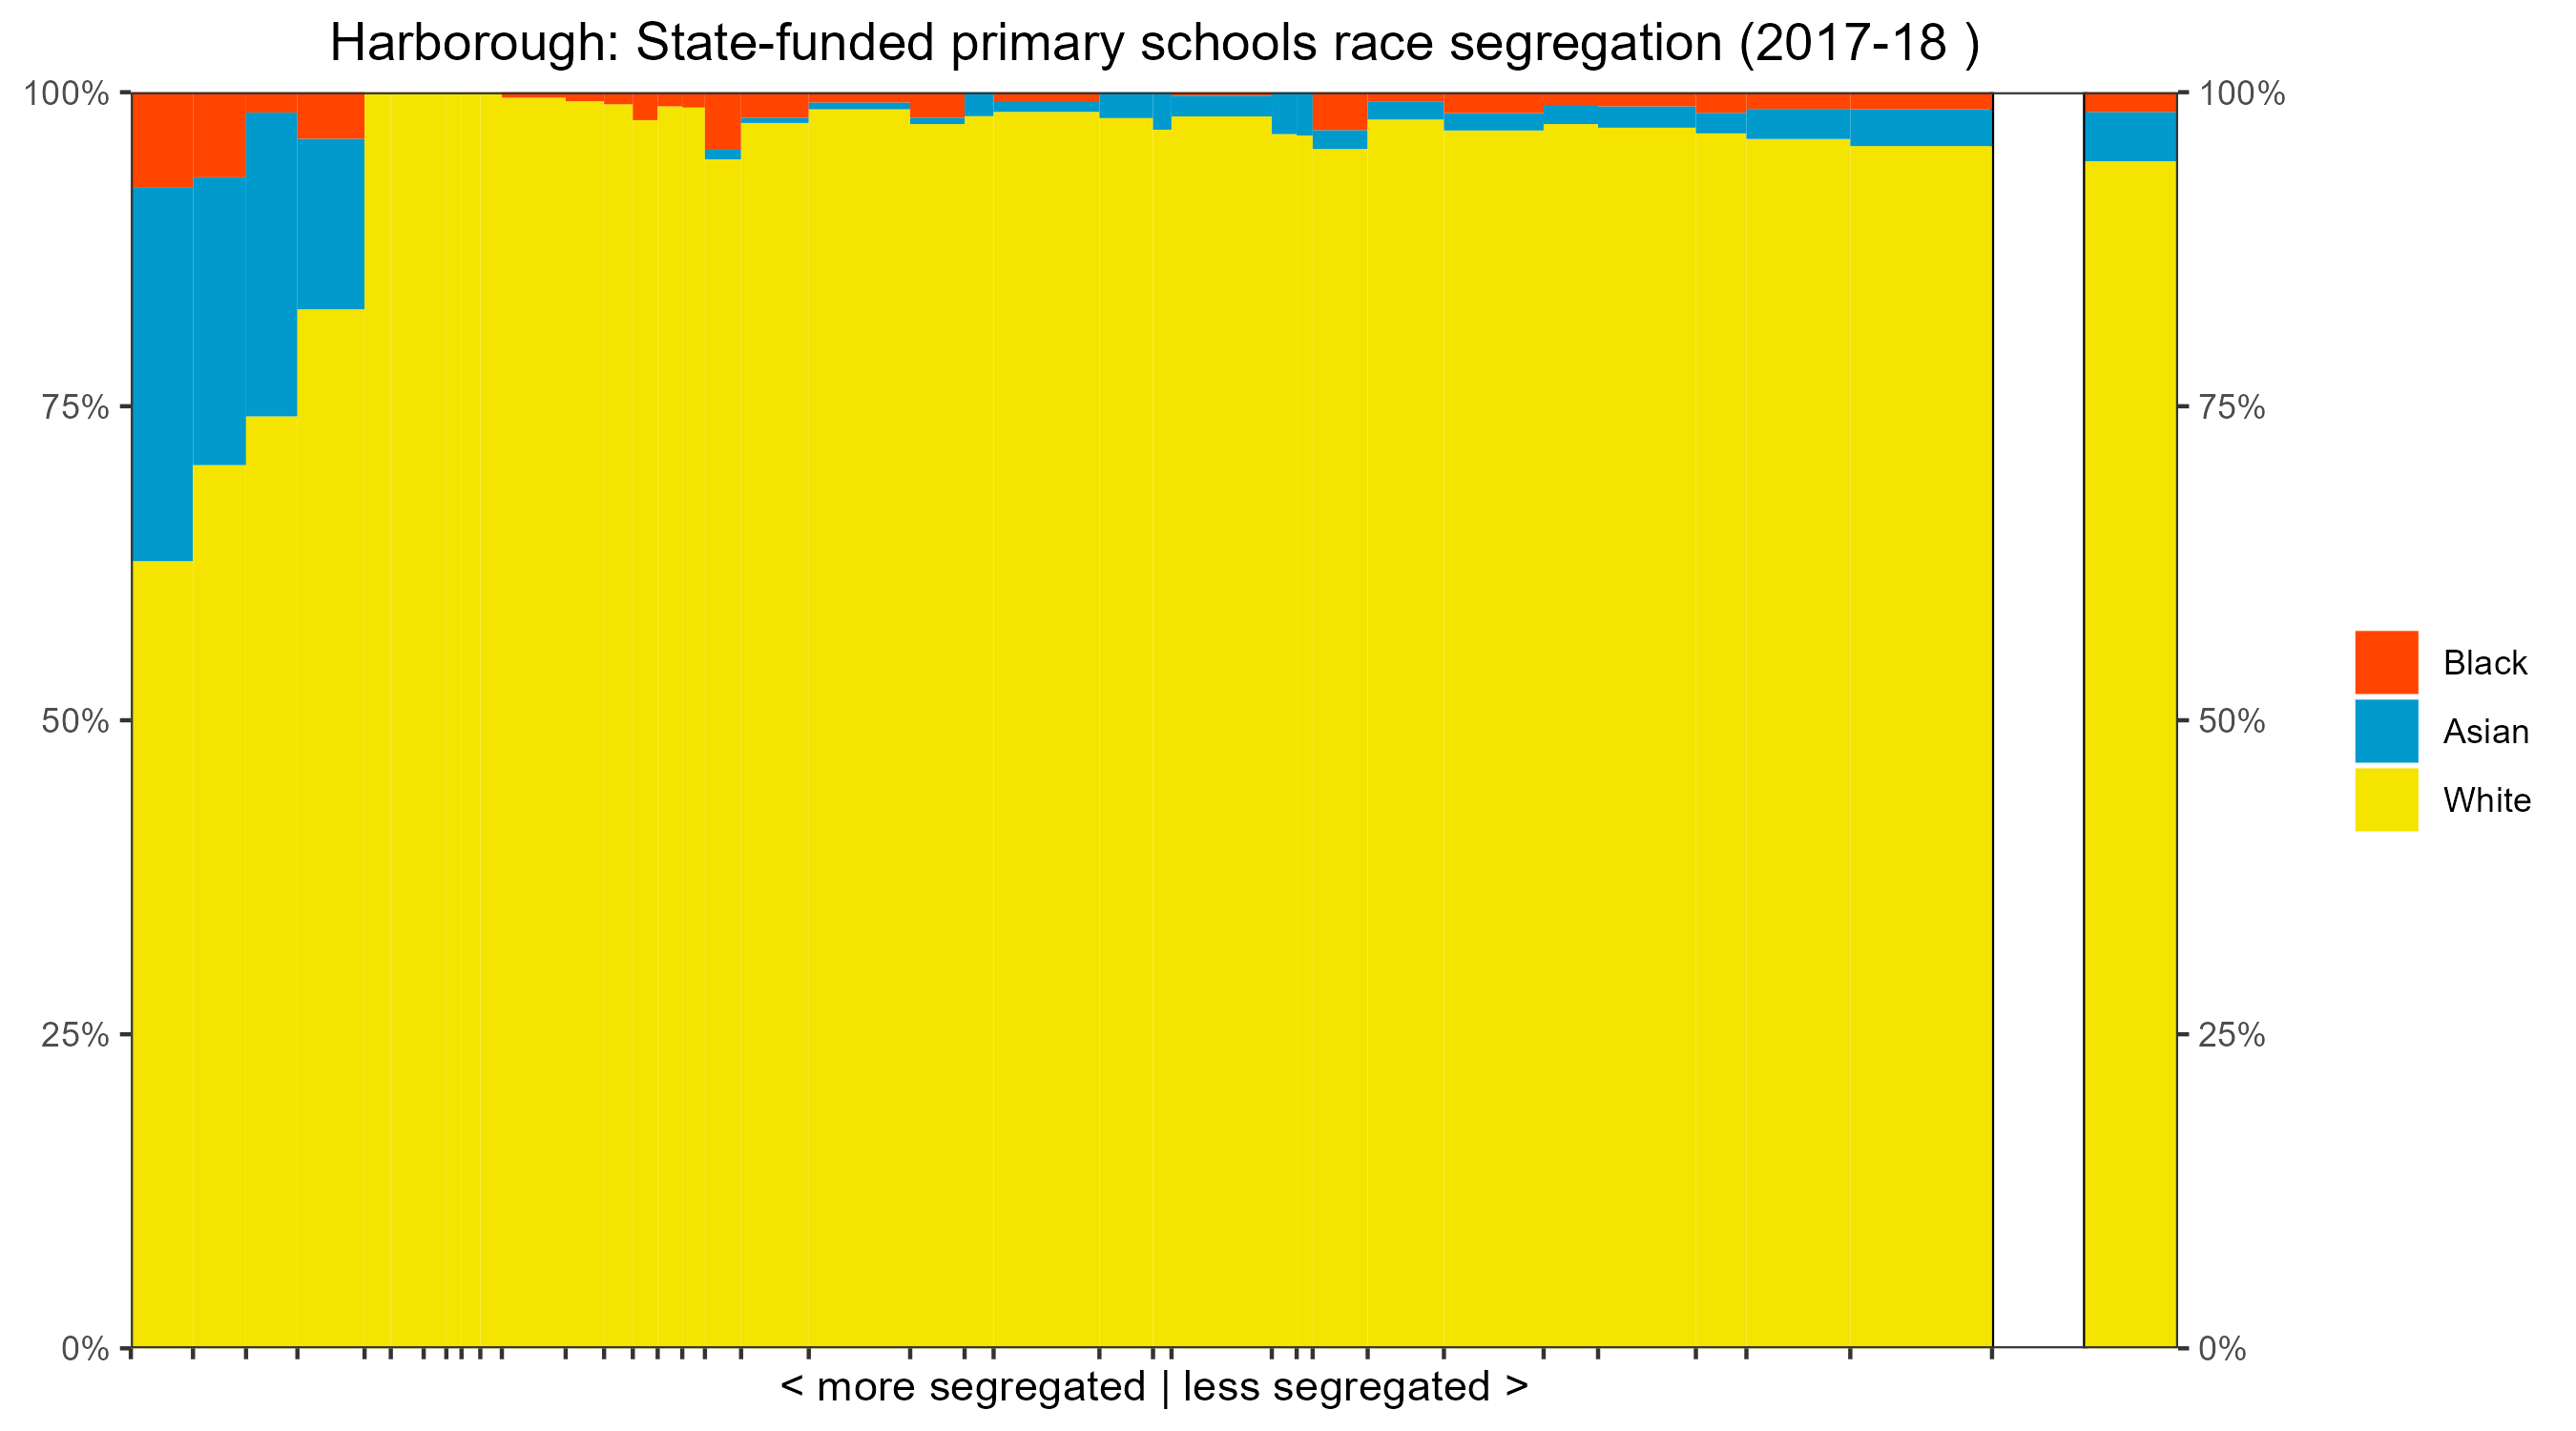 Harborough: State-funded primary schools race segregation (2017-18 )
100%
75%
50%
25%
0%
100%
75%
50%
25%
0%
Black
Asian
White
< more segregated | less segregated >